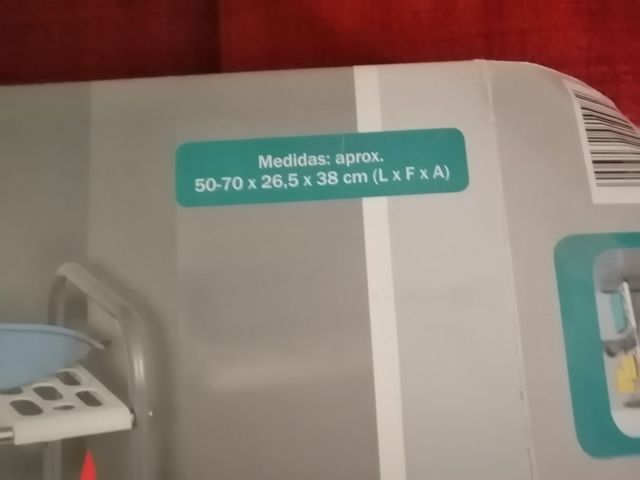 Medidas: aprox.
50-70 x 26,5 x 38 cm (L x F x A)